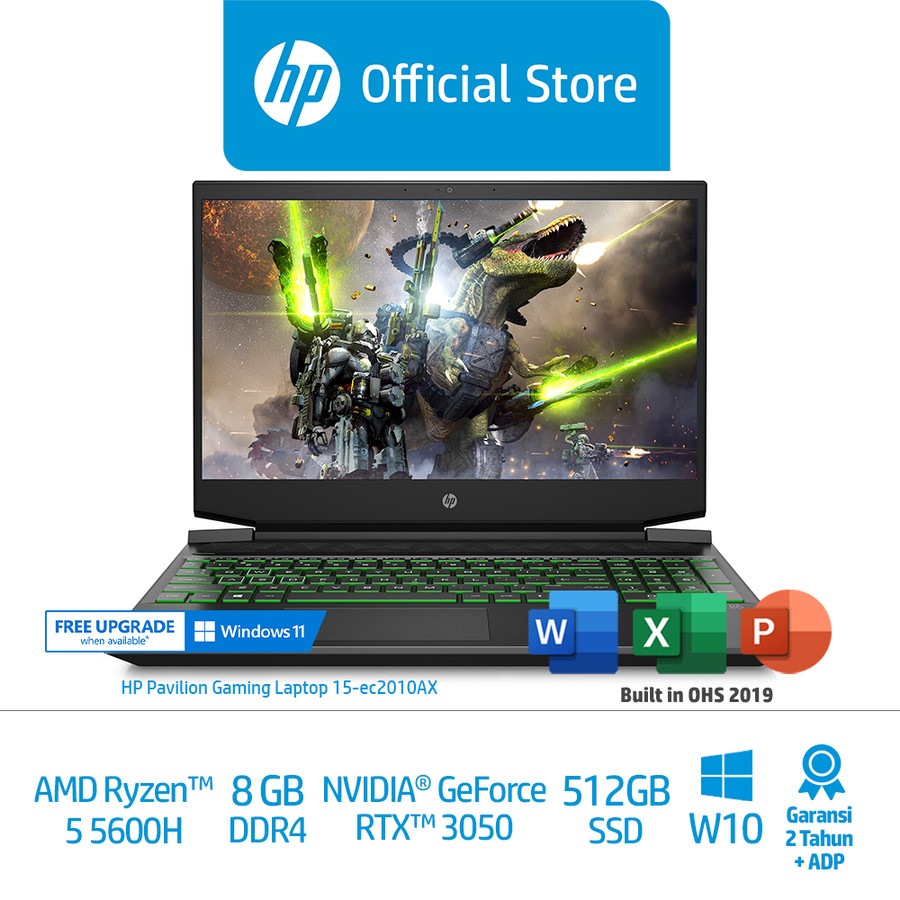 hp Official Store
hp
FREE UPGRADE
when available*
Windows 11
W
X
P
HP Pavilion Gaming Laptop 15-ec2010AX
Built in OHS 2019
AMD Ryzen™
5 5600H
8 GB
DDR4
NVIDIA® GeForce
RTX™ 3050
512GB
SSD
W10
Garansi
2 Tahun
+ ADP